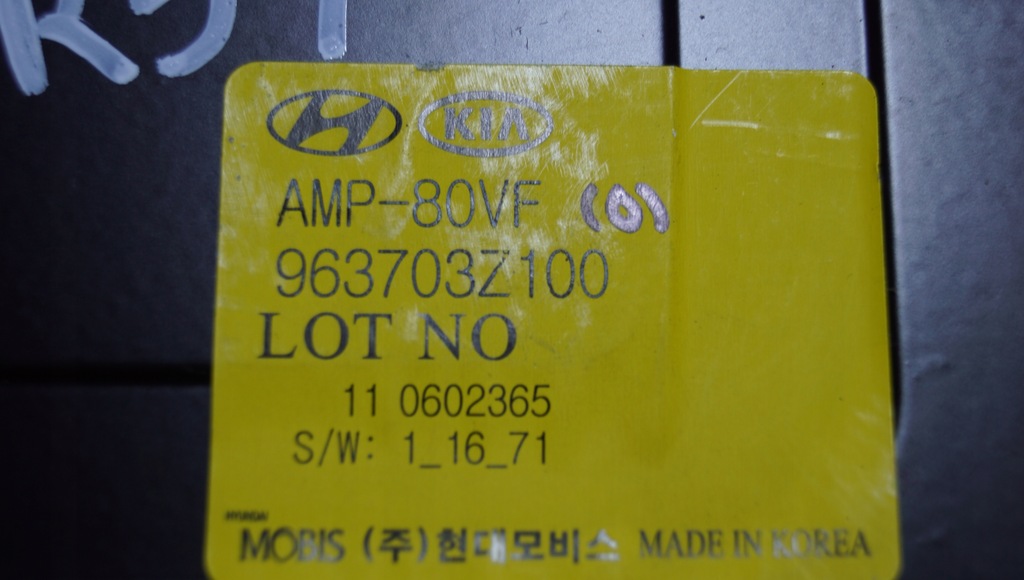 KIA
AMP-80VF (0)
963703Z100
LOT NO
11 0602365
S/W: 1_16_71
HYUNDAI
MOBIS (주)현대모비스 MADE IN KOREA